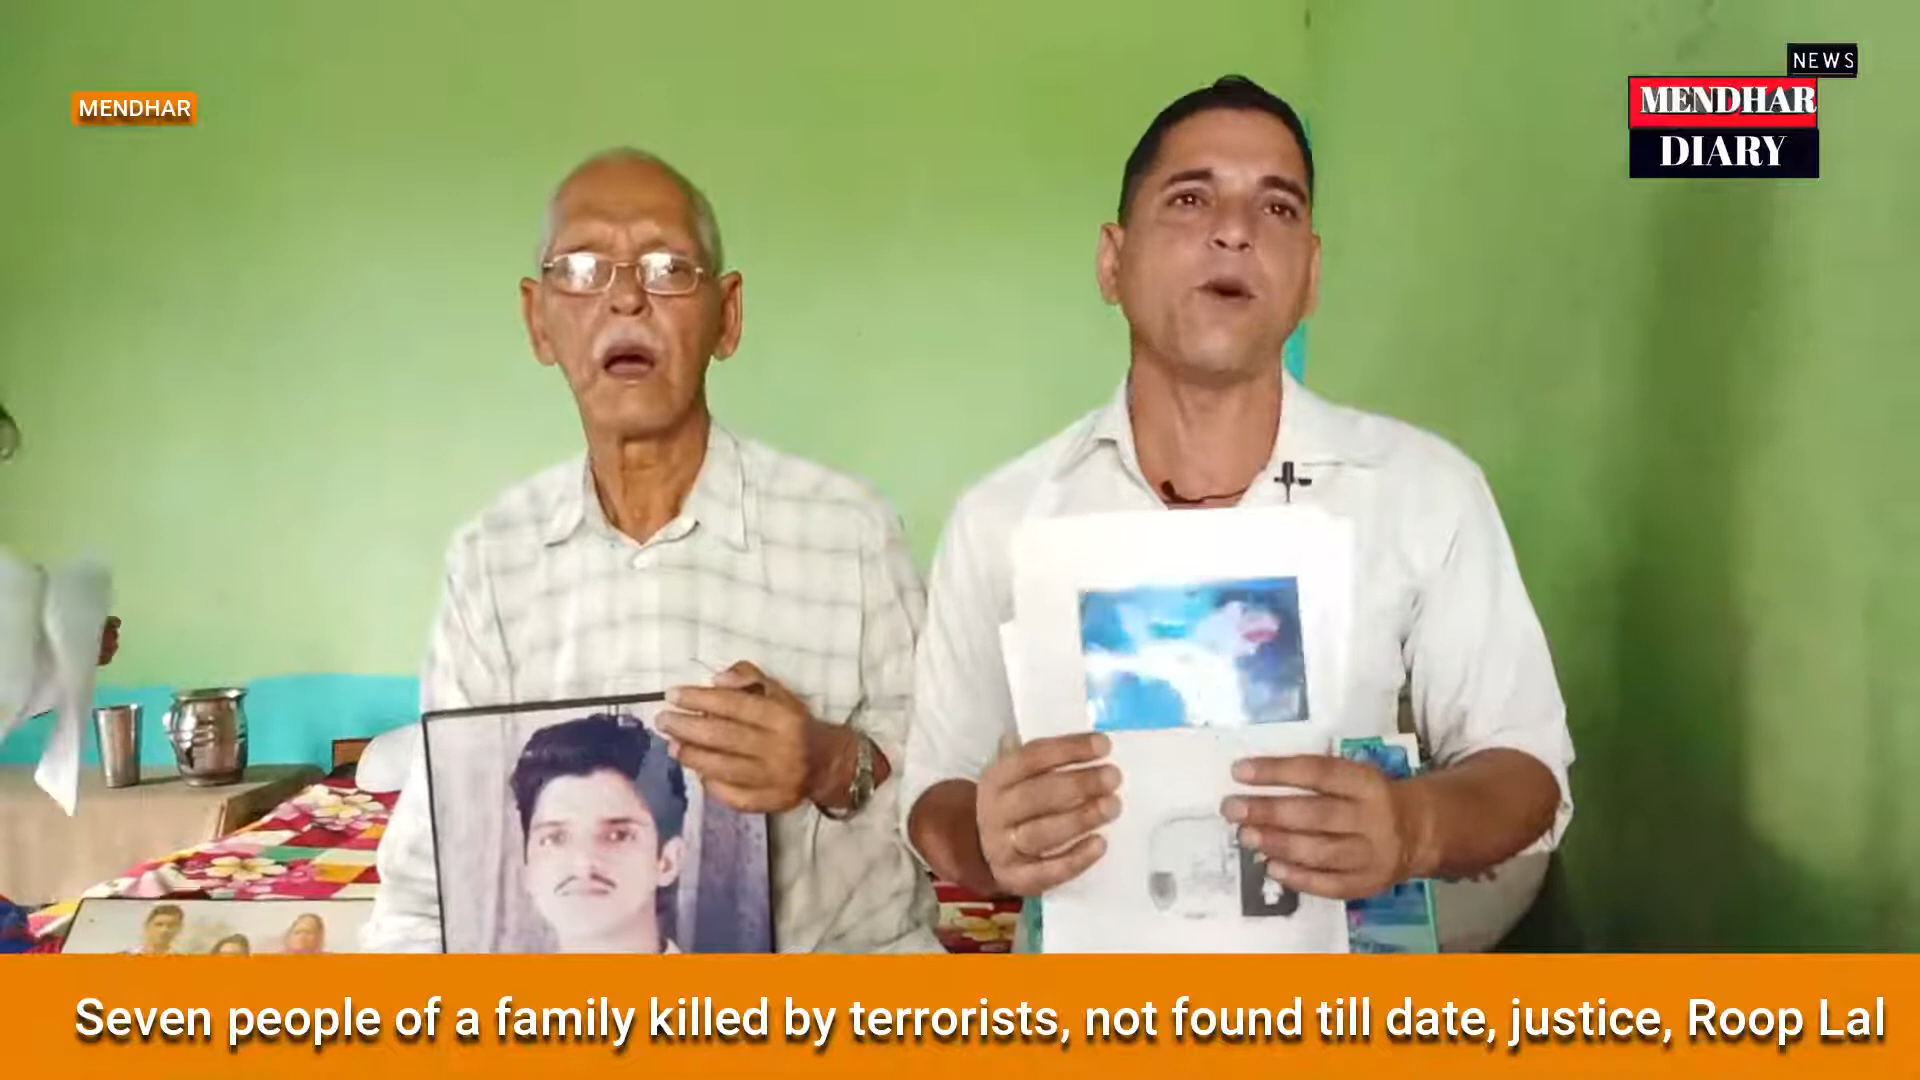 NEWS
MENDHAR
MENDHAR
DIARY
Seven people of a family killed by terrorists, not found till date, justice, Roop Lal